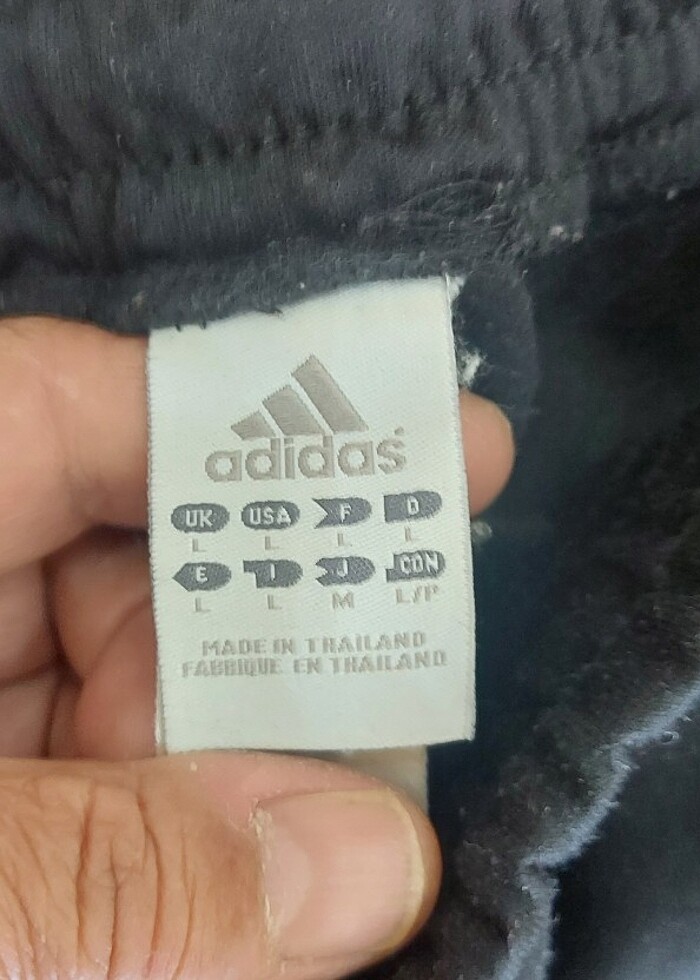 adidas
UK USA F D
L L L L
E I J CDN
L L M L/P
MADE IN THAILAND
FABRIQUE EN THAILAND